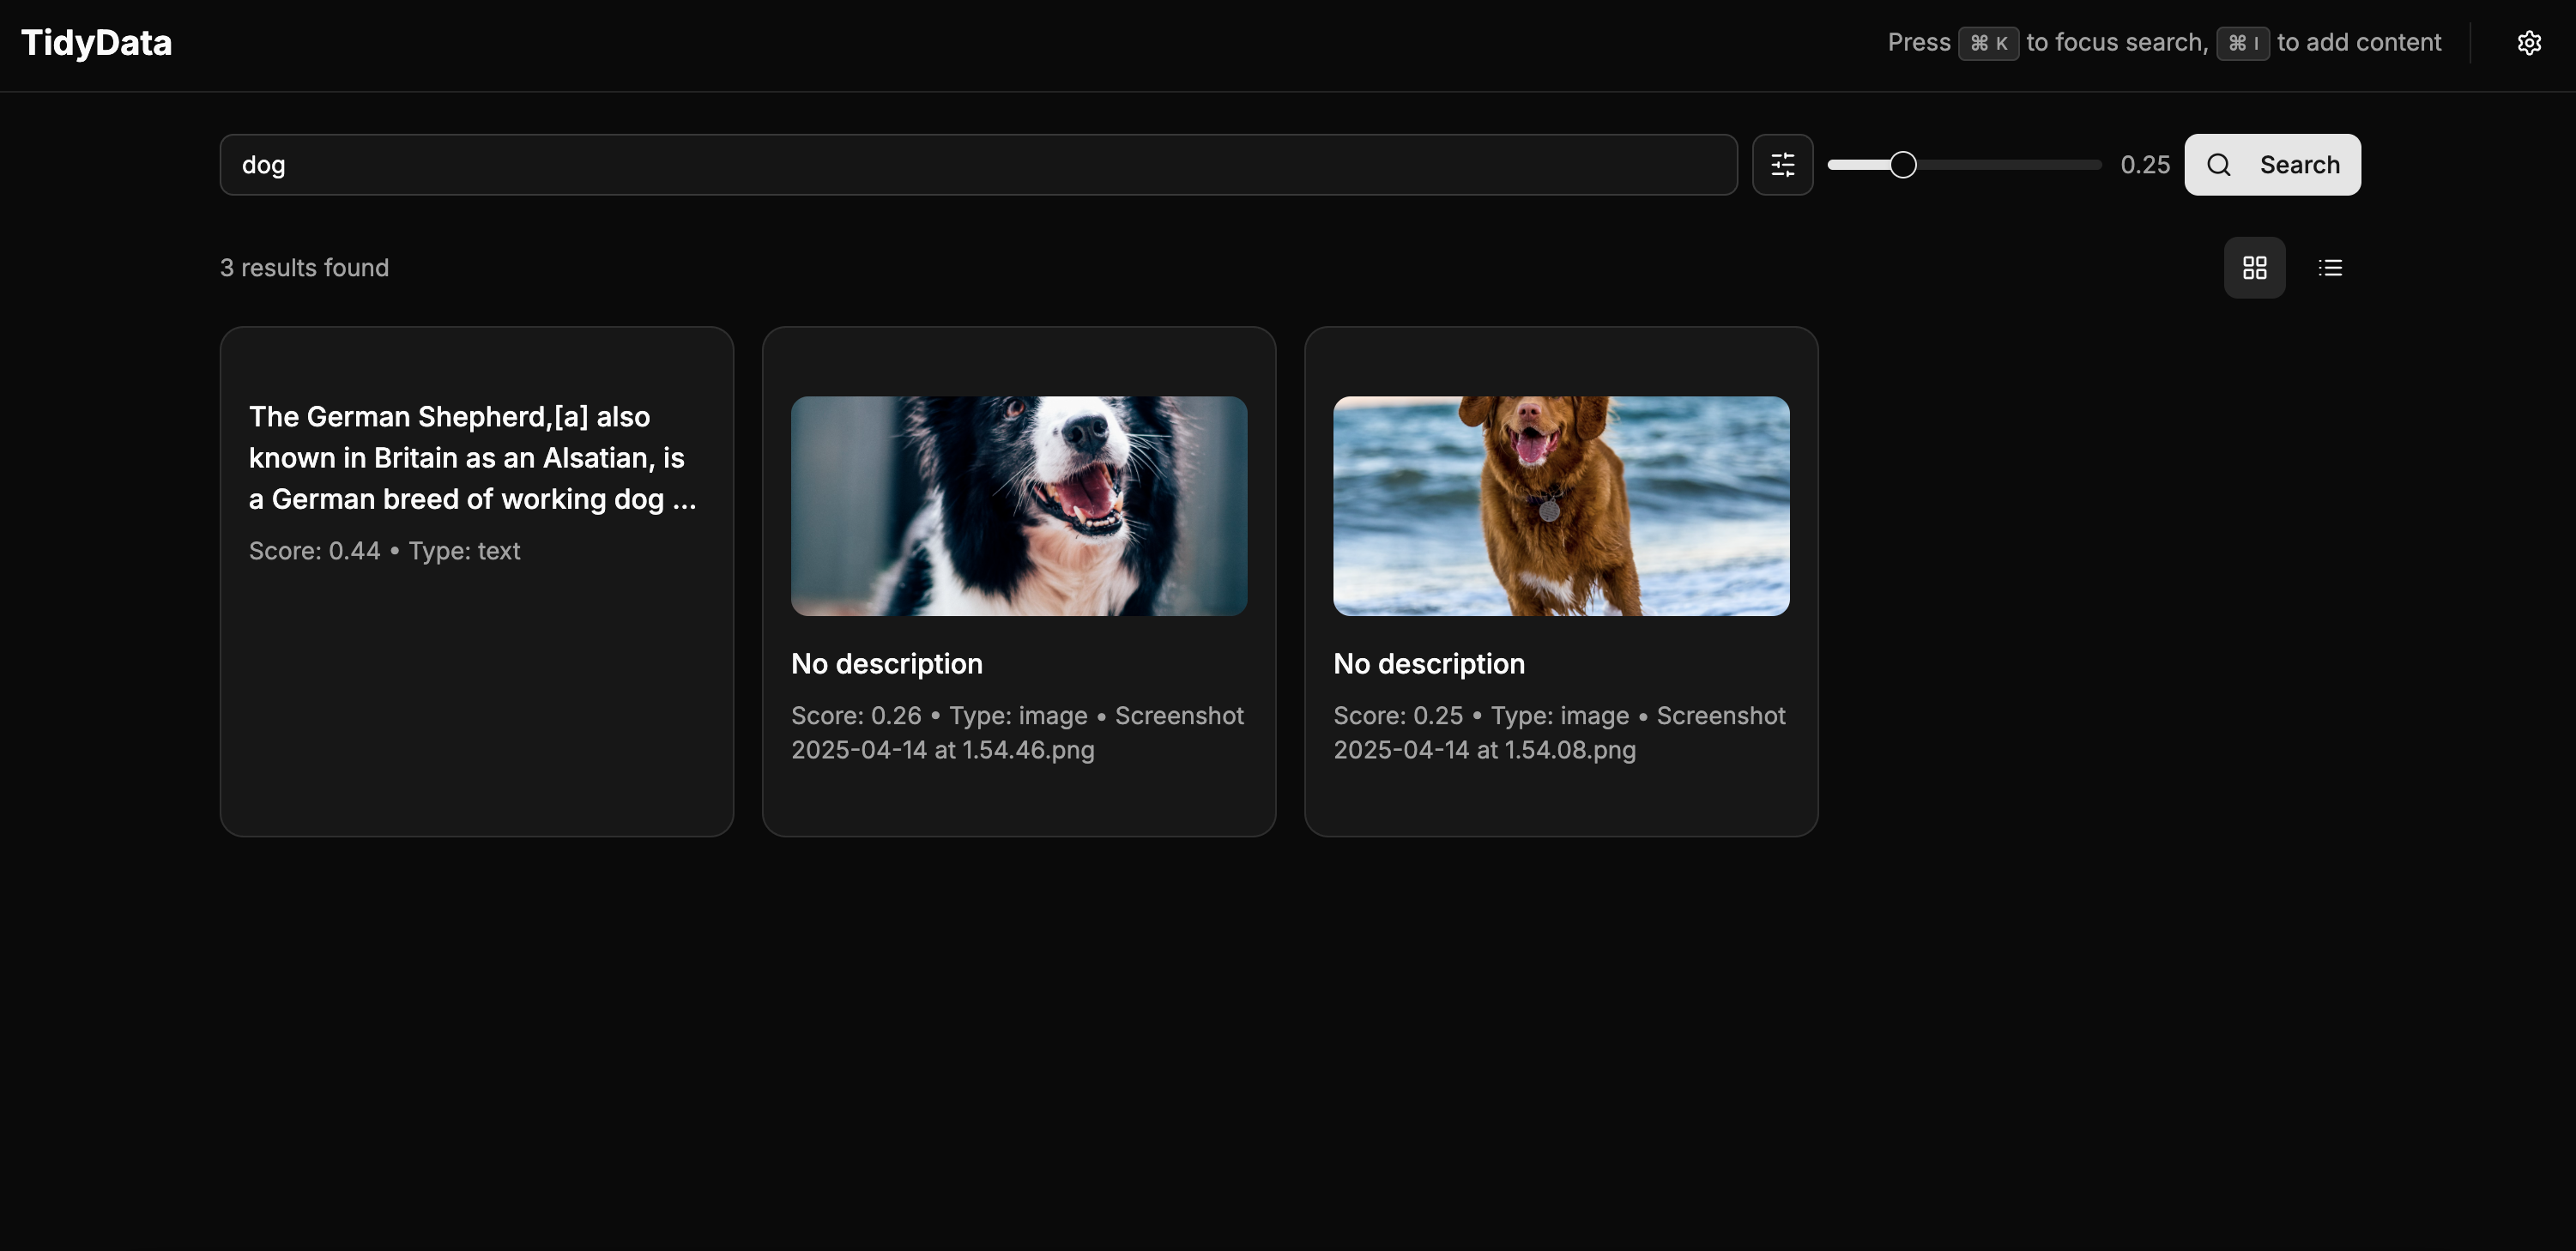 TidyData
Press ⌘ K to focus search, ⌘ I to add content
dog
0.25
Search
3 results found
The German Shepherd,[a] also
known in Britain as an Alsatian, is
a German breed of working dog ...
Score: 0.44 • Type: text
No description
Score: 0.26 • Type: image • Screenshot
2025-04-14 at 1.54.46.png
No description
Score: 0.25 • Type: image • Screenshot
2025-04-14 at 1.54.08.png